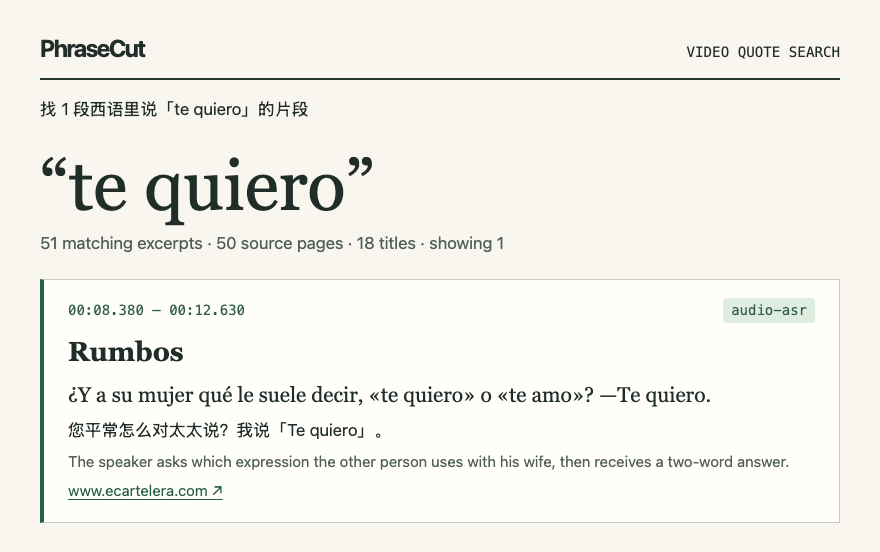 PhraseCut
VIDEO QUOTE SEARCH
找 1 段西语里说「te quiero」的片段
“te quiero”
51 matching excerpts · 50 source pages · 18 titles · showing 1
00:08.380 — 00:12.630
audio-asr
Rumbos
¿Y a su mujer qué le suele decir, «te quiero» o «te amo»? —Te quiero.
您平常怎么对太太说？我说「Te quiero」。
The speaker asks which expression the other person uses with his wife, then receives a two-word answer.
www.ecartelera.com ↗